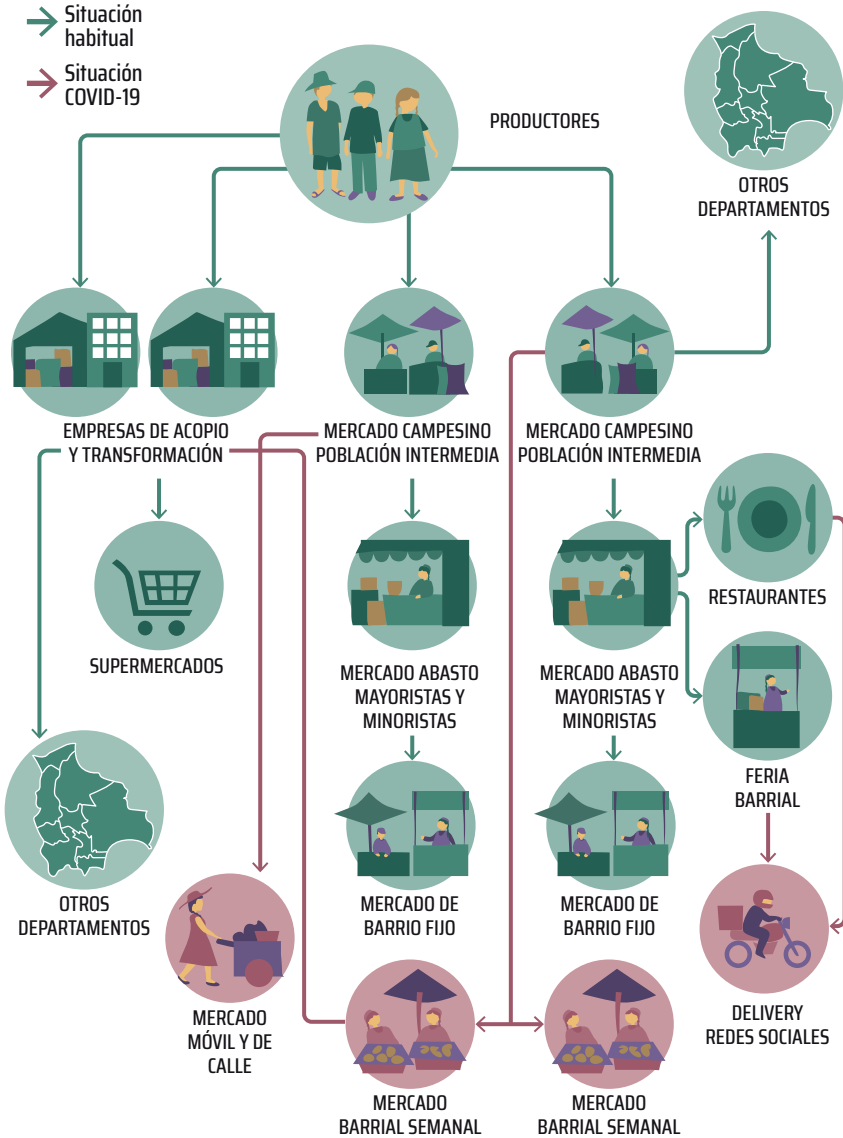 Situación
habitual
Situación
COVID-19
PRODUCTORES
OTROS
DEPARTAMENTOS
EMPRESAS DE ACOPIO
Y TRANSFORMACIÓN
MERCADO CAMPESINO
POBLACIÓN INTERMEDIA
MERCADO CAMPESINO
POBLACIÓN INTERMEDIA
RESTAURANTES
SUPERMERCADOS
MERCADO ABASTO
MAYORISTAS Y
MINORISTAS
MERCADO ABASTO
MAYORISTAS Y
MINORISTAS
FERIA
BARRIAL
OTROS
DEPARTAMENTOS
MERCADO DE
BARRIO FIJO
MERCADO DE
BARRIO FIJO
MERCADO
MÓVIL Y DE
CALLE
DELIVERY
REDES SOCIALES
MERCADO
BARRIAL SEMANAL
MERCADO
BARRIAL SEMANAL